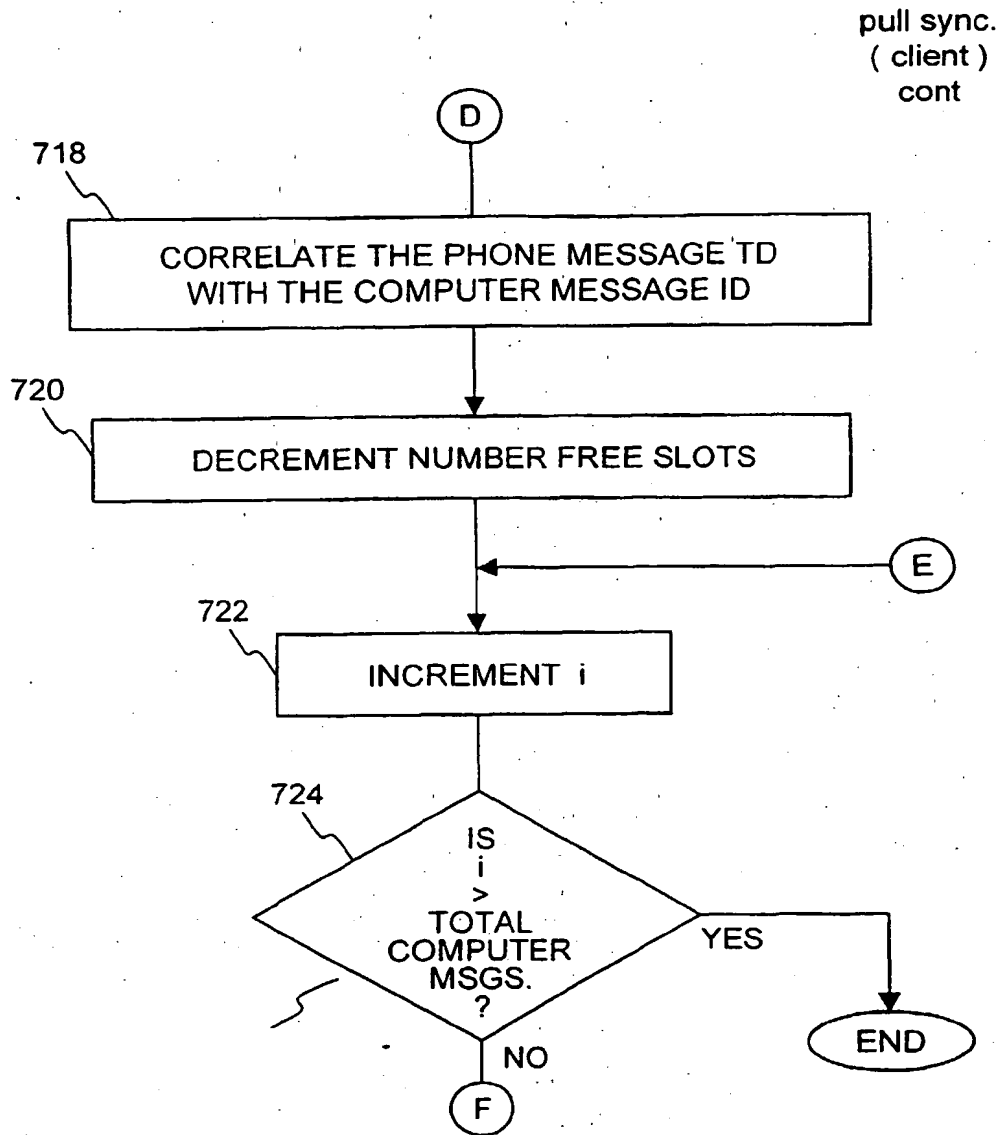 pull sync.
( client )
cont
D
718
CORRELATE THE PHONE MESSAGE TD
WITH THE COMPUTER MESSAGE ID
720
DECREMENT NUMBER FREE SLOTS
E
722
INCREMENT i
724
IS
i
>
TOTAL
COMPUTER
MSGS.
?
YES
NO
END
F